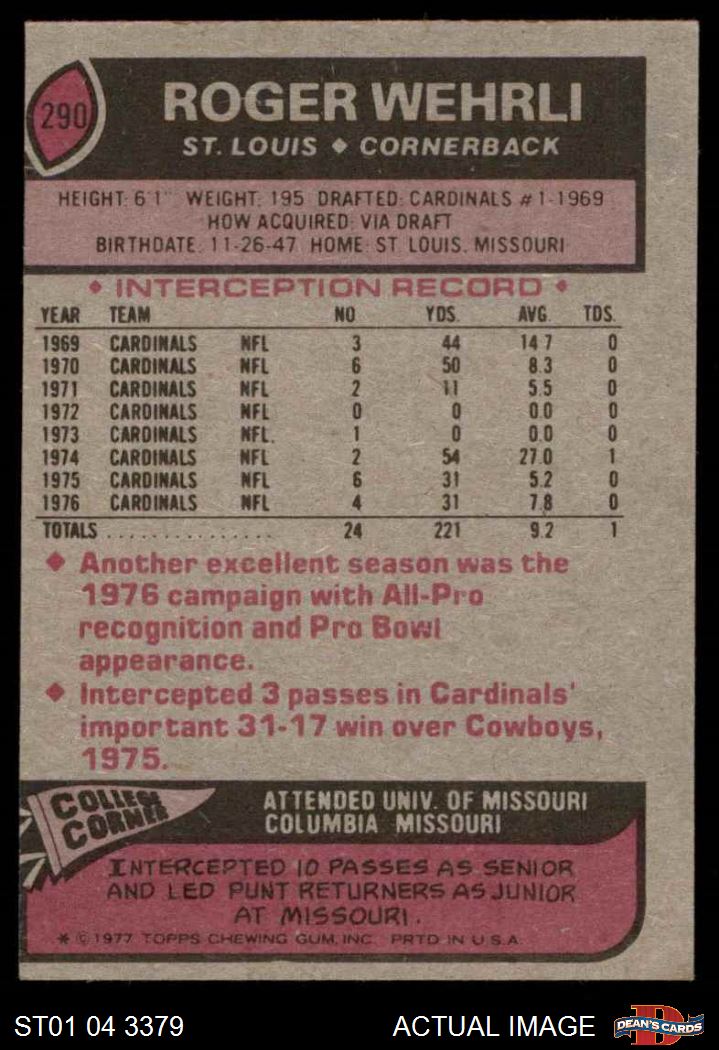 290
ROGER WEHRLI
ST. LOUIS ♦ CORNERBACK
HEIGHT: 6'1" WEIGHT: 195 DRAFTED: CARDINALS #1-1969
HOW ACQUIRED: VIA DRAFT
BIRTHDATE: 11-26-47 HOME: ST. LOUIS, MISSOURI
♦ INTERCEPTION RECORD ♦
YEAR TEAM NO YDS. AVG. TDS.
1969 CARDINALS NFL 3 44 14.7 0
1970 CARDINALS NFL 6 50 8.3 0
1971 CARDINALS NFL 2 11 5.5 0
1972 CARDINALS NFL 0 0 0.0 0
1973 CARDINALS NFL. 1 0 0.0 0
1974 CARDINALS NFL 2 54 27.0 1
1975 CARDINALS NFL 6 31 5.2 0
1976 CARDINALS NFL 4 31 7.8 0
TOTALS ................ 24 221 9.2 1
♦ Another excellent season was the
1976 campaign with All-Pro
recognition and Pro Bowl
appearance.
♦ Intercepted 3 passes in Cardinals'
important 31-17 win over Cowboys,
1975.
COLLEGE
CORNER
ATTENDED UNIV. OF MISSOURI
COLUMBIA MISSOURI
INTERCEPTED 10 PASSES AS SENIOR
AND LED PUNT RETURNERS AS JUNIOR
AT MISSOURI.
* © 1977 TOPPS CHEWING GUM, INC. PRTD IN U.S.A.
ST01 04 3379
ACTUAL IMAGE
D
DEAN'S CARDS